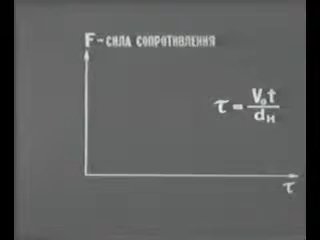 F - СИЛА СОПРОТИВЛЕНИЯ
τ = V₀t / dн
τ